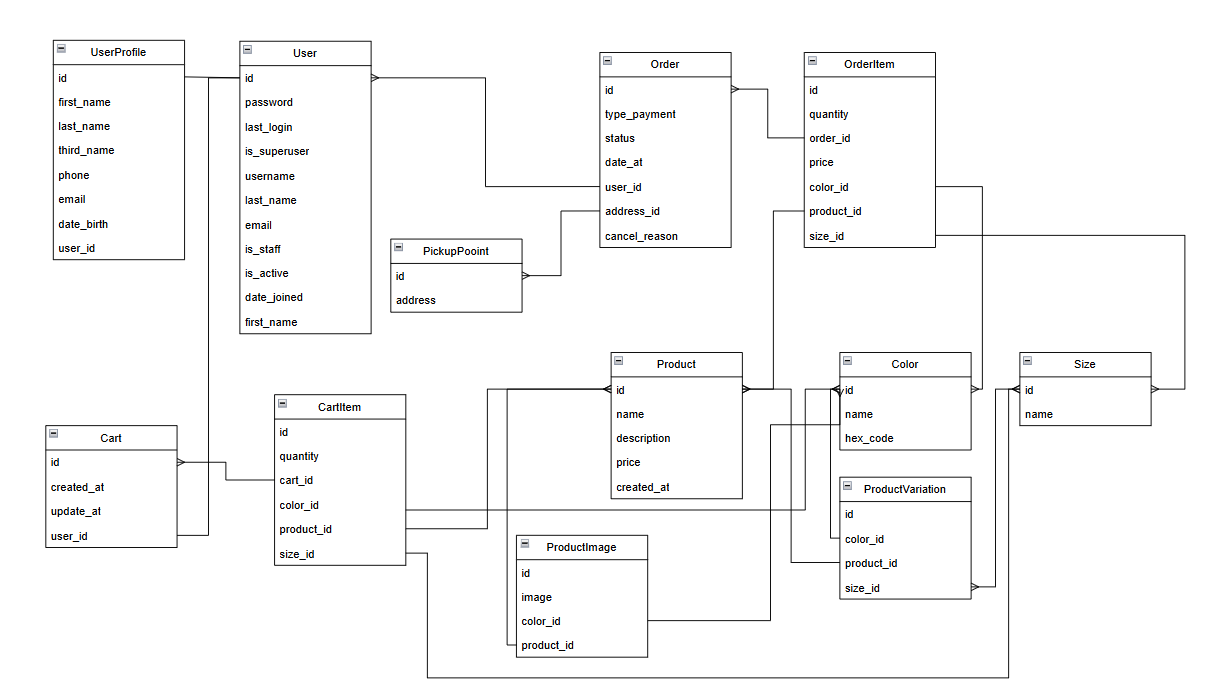 UserProfile
id
first_name
last_name
third_name
phone
email
date_birth
user_id
User
id
password
last_login
is_superuser
username
last_name
email
is_staff
is_active
date_joined
first_name
Order
id
type_payment
status
date_at
user_id
address_id
cancel_reason
OrderItem
id
quantity
order_id
price
color_id
product_id
size_id
PickupPooint
id
address
Product
id
name
description
price
created_at
Color
id
name
hex_code
Size
id
name
CartItem
id
quantity
cart_id
color_id
product_id
size_id
Cart
id
created_at
update_at
user_id
ProductVariation
id
color_id
product_id
size_id
ProductImage
id
image
color_id
product_id